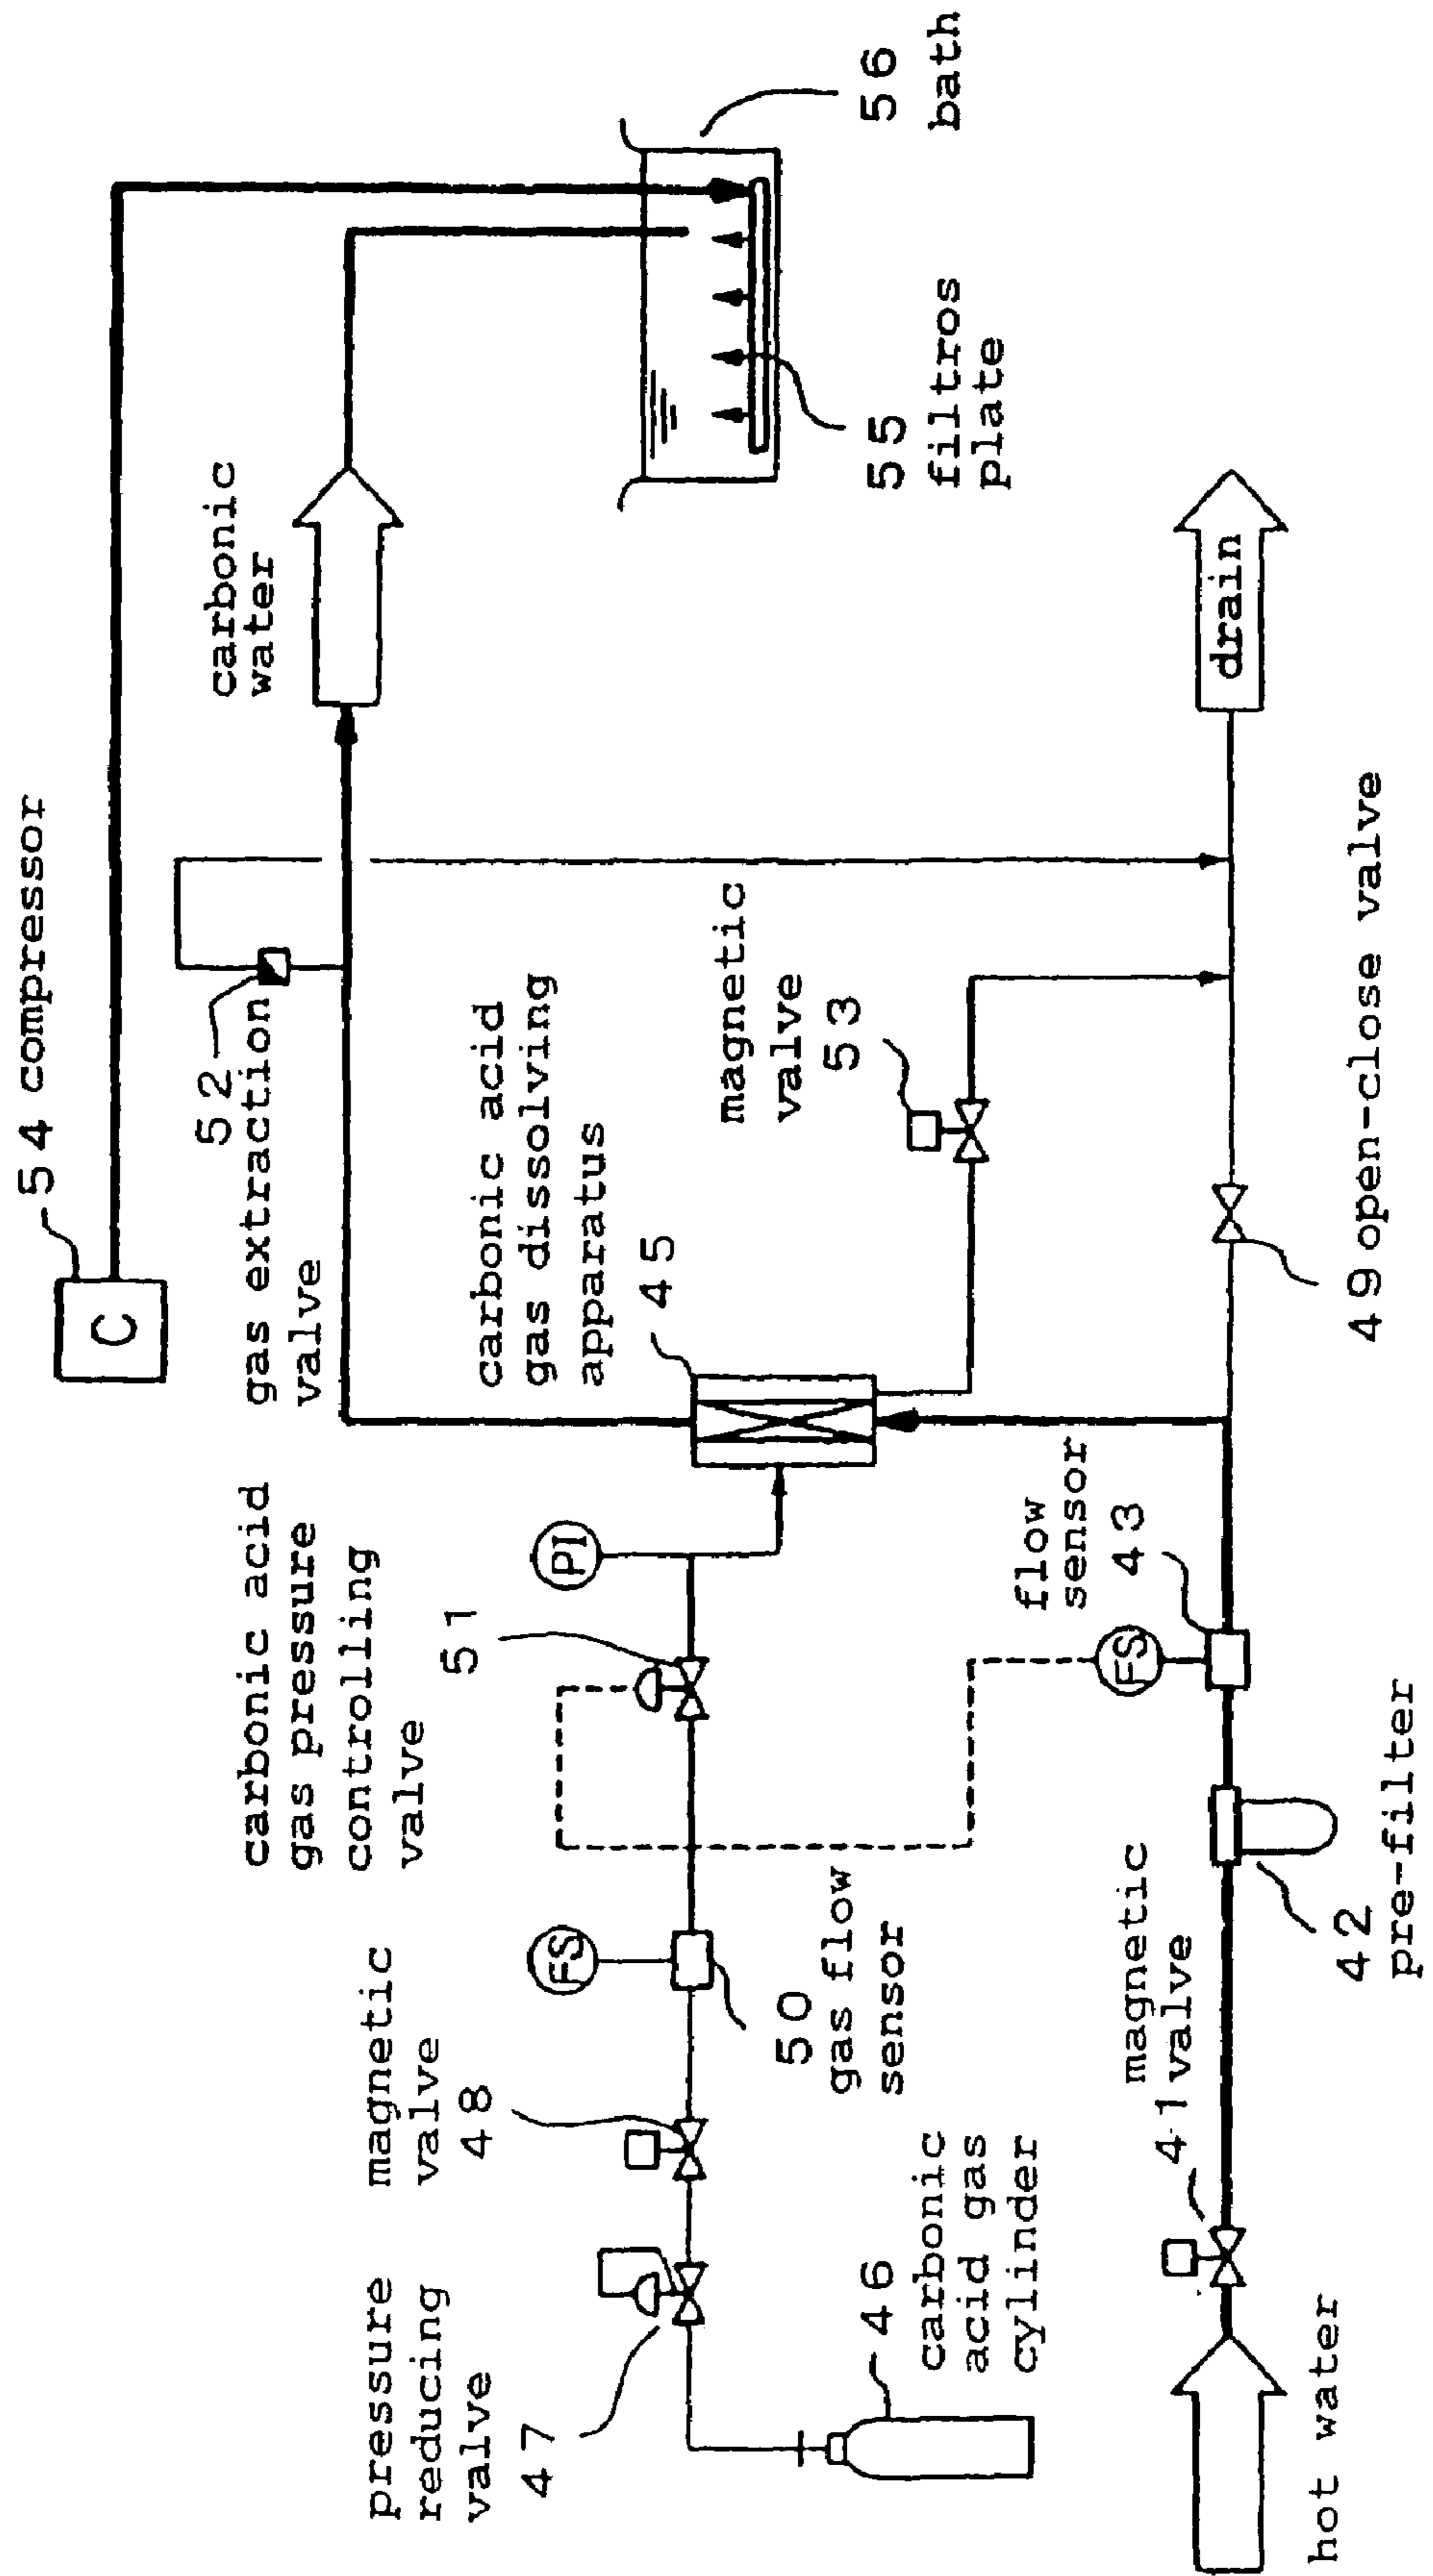 54 compressor
C
52
gas extraction
valve
carbonic
water
56
bath
55
filtros
plate
carbonic acid
gas dissolving
apparatus
45
magnetic
valve
53
drain
49 open-close valve
carbonic acid
gas pressure
controlling
valve
51
PI
flow
sensor
43
FS
magnetic
valve
48
FS
50
gas flow
sensor
pressure
reducing
valve
47
46
carbonic
acid gas
cylinder
magnetic
41 valve
42
pre-filter
hot water